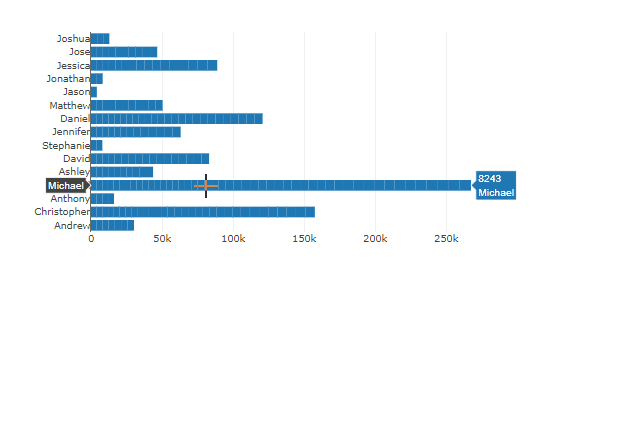 Joshua
Jose
Jessica
Jonathan
Jason
Matthew
Daniel
Jennifer
Stephanie
David
Ashley
Michael
8243
Michael
Anthony
Christopher
Andrew
0 50k 100k 150k 200k 250k